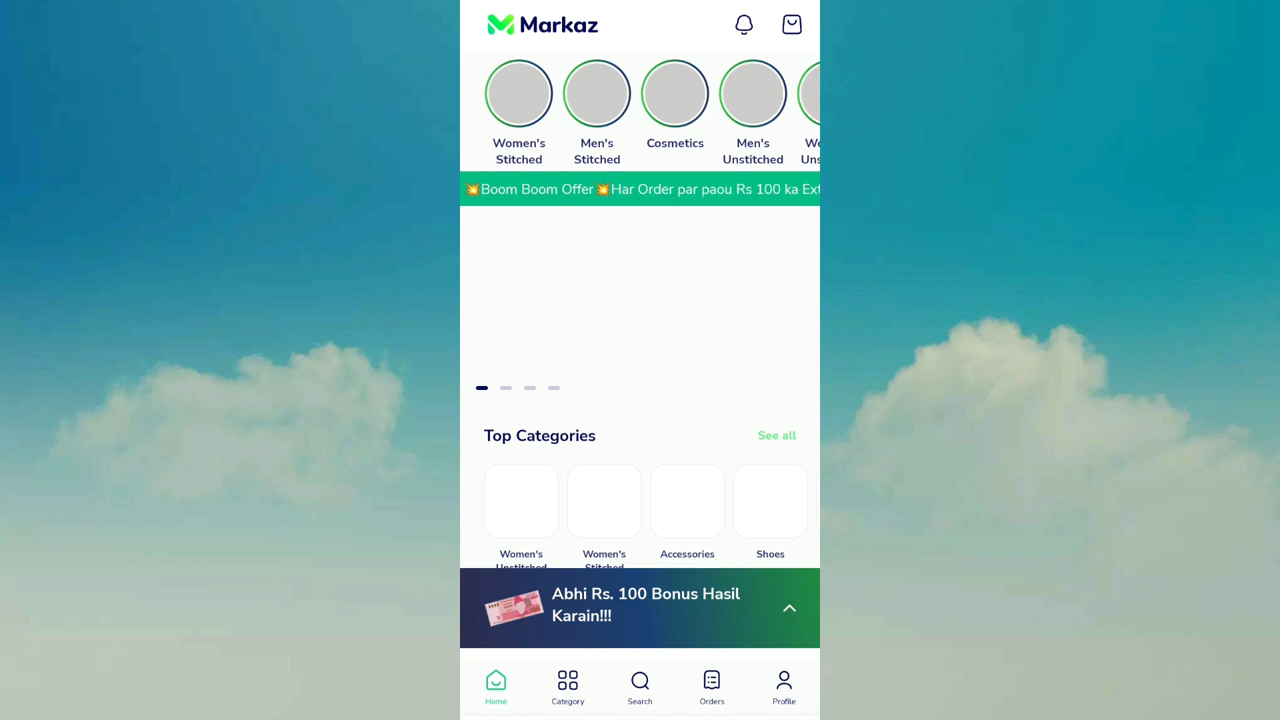 Markaz
Women's
Stitched
Men's
Stitched
Cosmetics
Men's
Unstitched
💥Boom Boom Offer 💥Har Order par paou Rs 100 ka
Top Categories
See all
Women's
Unstitched
Women's
Stitched
Accessories
Shoes
Abhi Rs. 100 Bonus Hasil
Karain!!!
Home
Category
Search
Orders
Profile